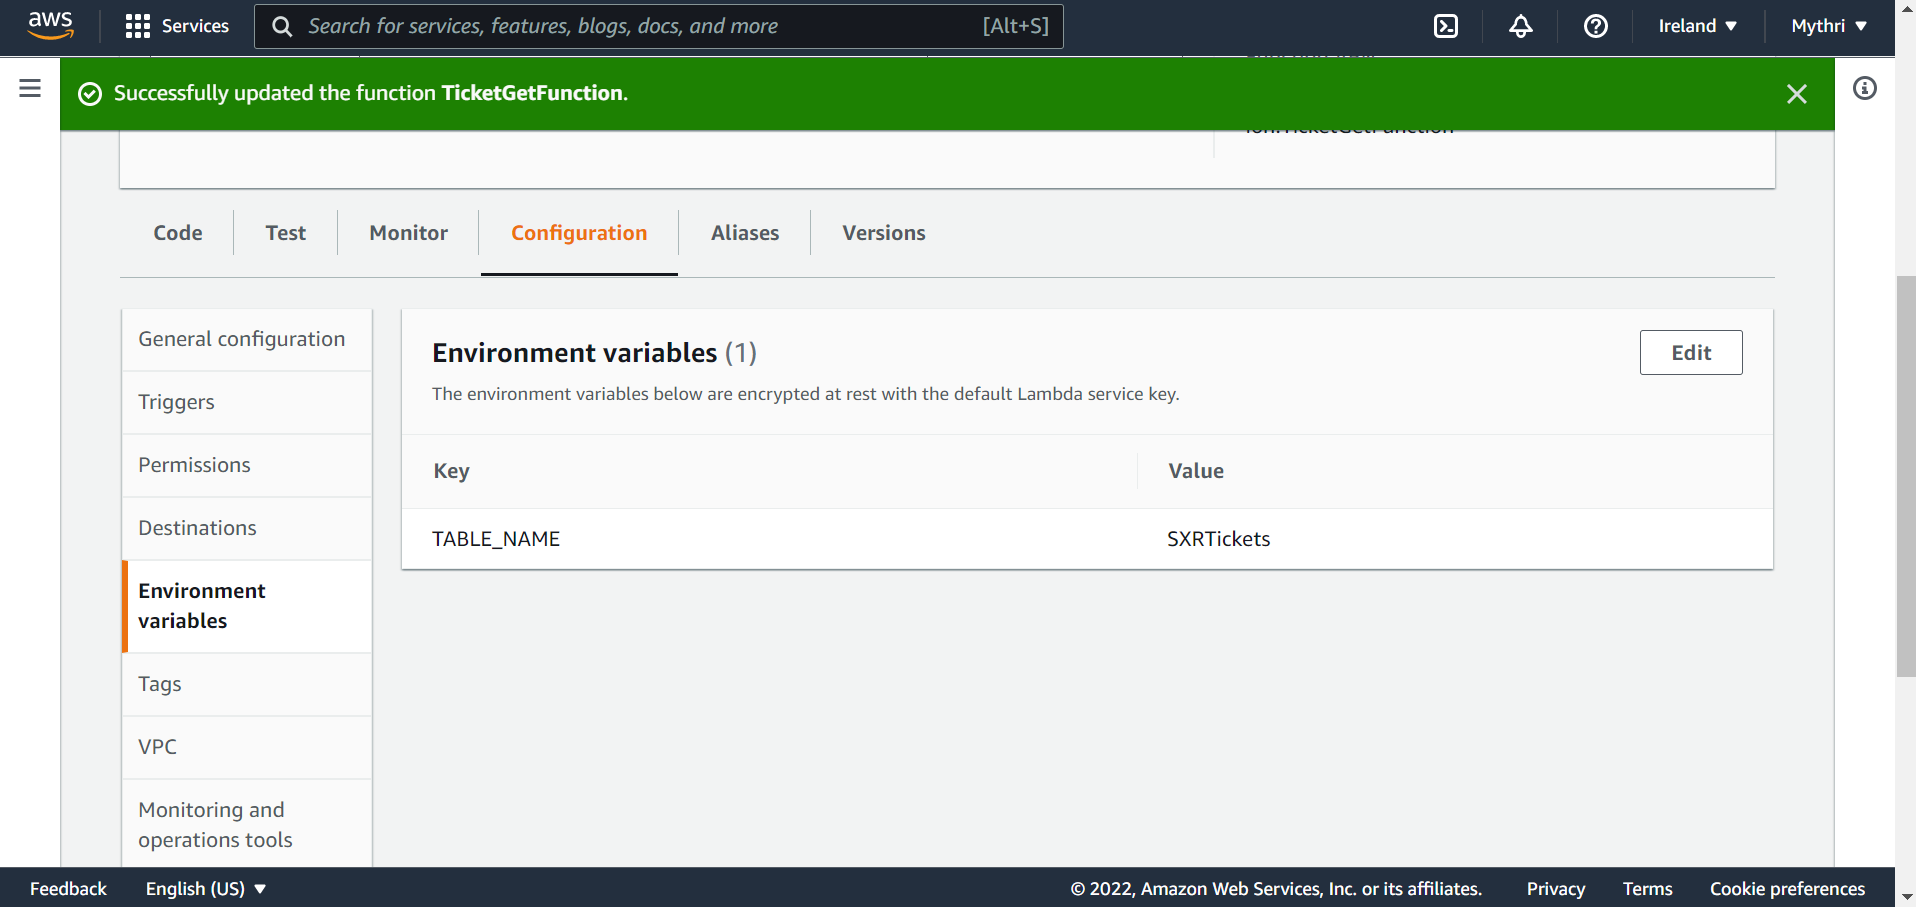 aws
Services
Search for services, features, blogs, docs, and more
[Alt+S]
Ireland ▼
Mythri ▼
Successfully updated the function TicketGetFunction.
ion:TicketGetFunction
Code
Test
Monitor
Configuration
Aliases
Versions
General configuration
Triggers
Permissions
Destinations
Environment
variables
Tags
VPC
Monitoring and
operations tools
Environment variables (1)
Edit
The environment variables below are encrypted at rest with the default Lambda service key.
Key
Value
TABLE_NAME
SXRTickets
Feedback
English (US) ▼
© 2022, Amazon Web Services, Inc. or its affiliates.
Privacy
Terms
Cookie preferences